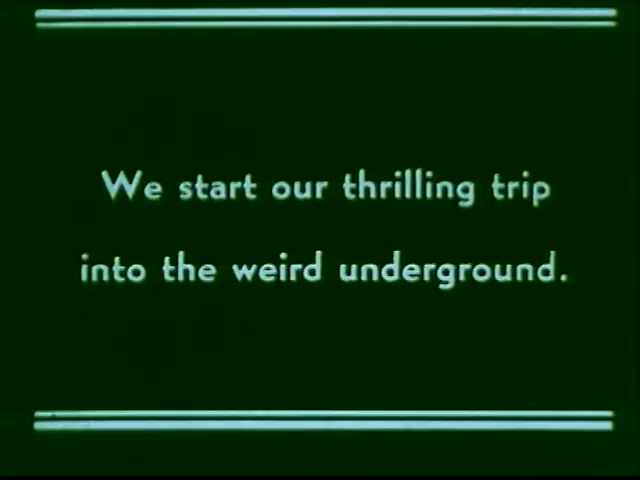 We start our thrilling trip
into the weird underground.